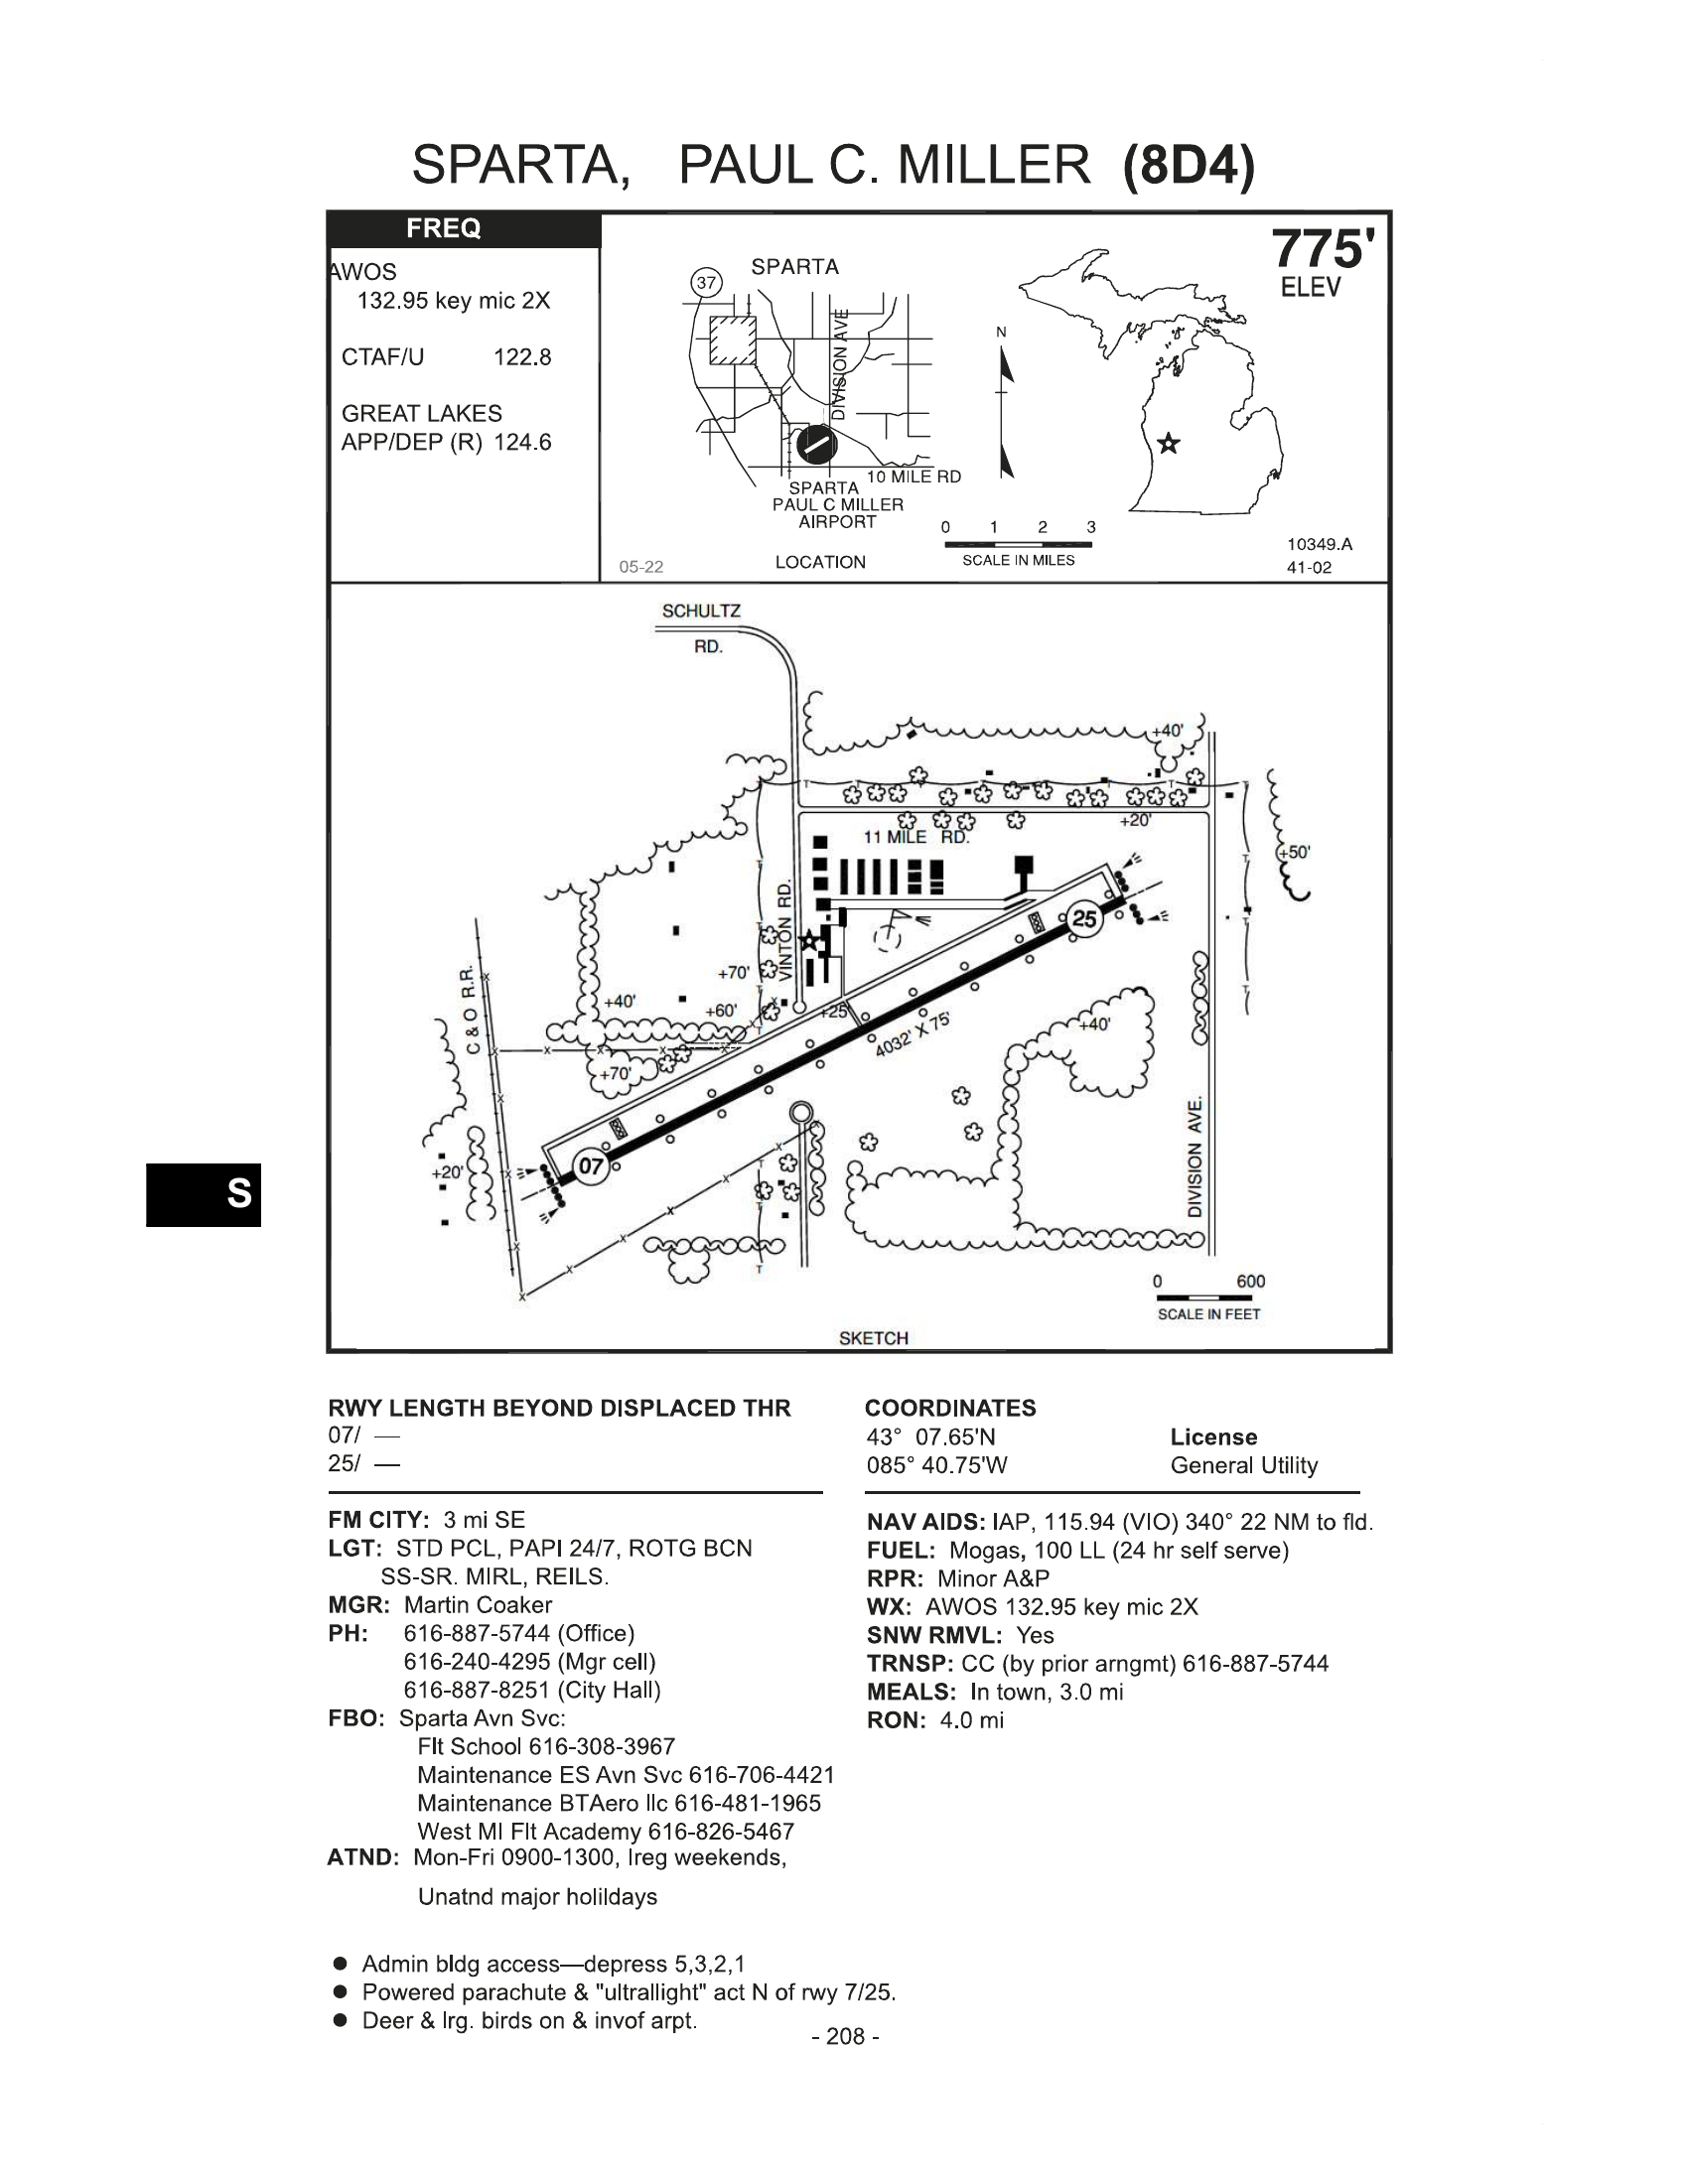 SPARTA, PAUL C. MILLER (8D4)
FREQ
AWOS
132.95 key mic 2X
CTAF/U 122.8
GREAT LAKES
APP/DEP (R) 124.6
775'
ELEV
SPARTA
37
DIVISION AVE
N
10 MILE RD
SPARTA
PAUL C MILLER
AIRPORT
0 1 2 3
SCALE IN MILES
LOCATION
05-22
10349.A
41-02
SCHULTZ
RD.
+40'
T T T T T T
+20'
11 MILE RD.
+50'
VINTON RD.
25
C & O R.R.
+70'
+40'
+60'
+25'
4032' X 75'
+40'
+70'
DIVISION AVE.
07
+20'
0 600
SCALE IN FEET
SKETCH
S
RWY LENGTH BEYOND DISPLACED THR
07/ —
25/ —
COORDINATES
43° 07.65'N
085° 40.75'W
License
General Utility
FM CITY: 3 mi SE
LGT: STD PCL, PAPI 24/7, ROTG BCN
SS-SR. MIRL, REILS.
MGR: Martin Coaker
PH: 616-887-5744 (Office)
616-240-4295 (Mgr cell)
616-887-8251 (City Hall)
FBO: Sparta Avn Svc:
Flt School 616-308-3967
Maintenance ES Avn Svc 616-706-4421
Maintenance BTAero llc 616-481-1965
West MI Flt Academy 616-826-5467
ATND: Mon-Fri 0900-1300, Ireg weekends,
Unatnd major holildays
NAV AIDS: IAP, 115.94 (VIO) 340° 22 NM to fld.
FUEL: Mogas, 100 LL (24 hr self serve)
RPR: Minor A&P
WX: AWOS 132.95 key mic 2X
SNW RMVL: Yes
TRNSP: CC (by prior arngmt) 616-887-5744
MEALS: In town, 3.0 mi
RON: 4.0 mi
● Admin bldg access—depress 5,3,2,1
● Powered parachute & "ultrallight" act N of rwy 7/25.
● Deer & lrg. birds on & invof arpt.
- 208 -